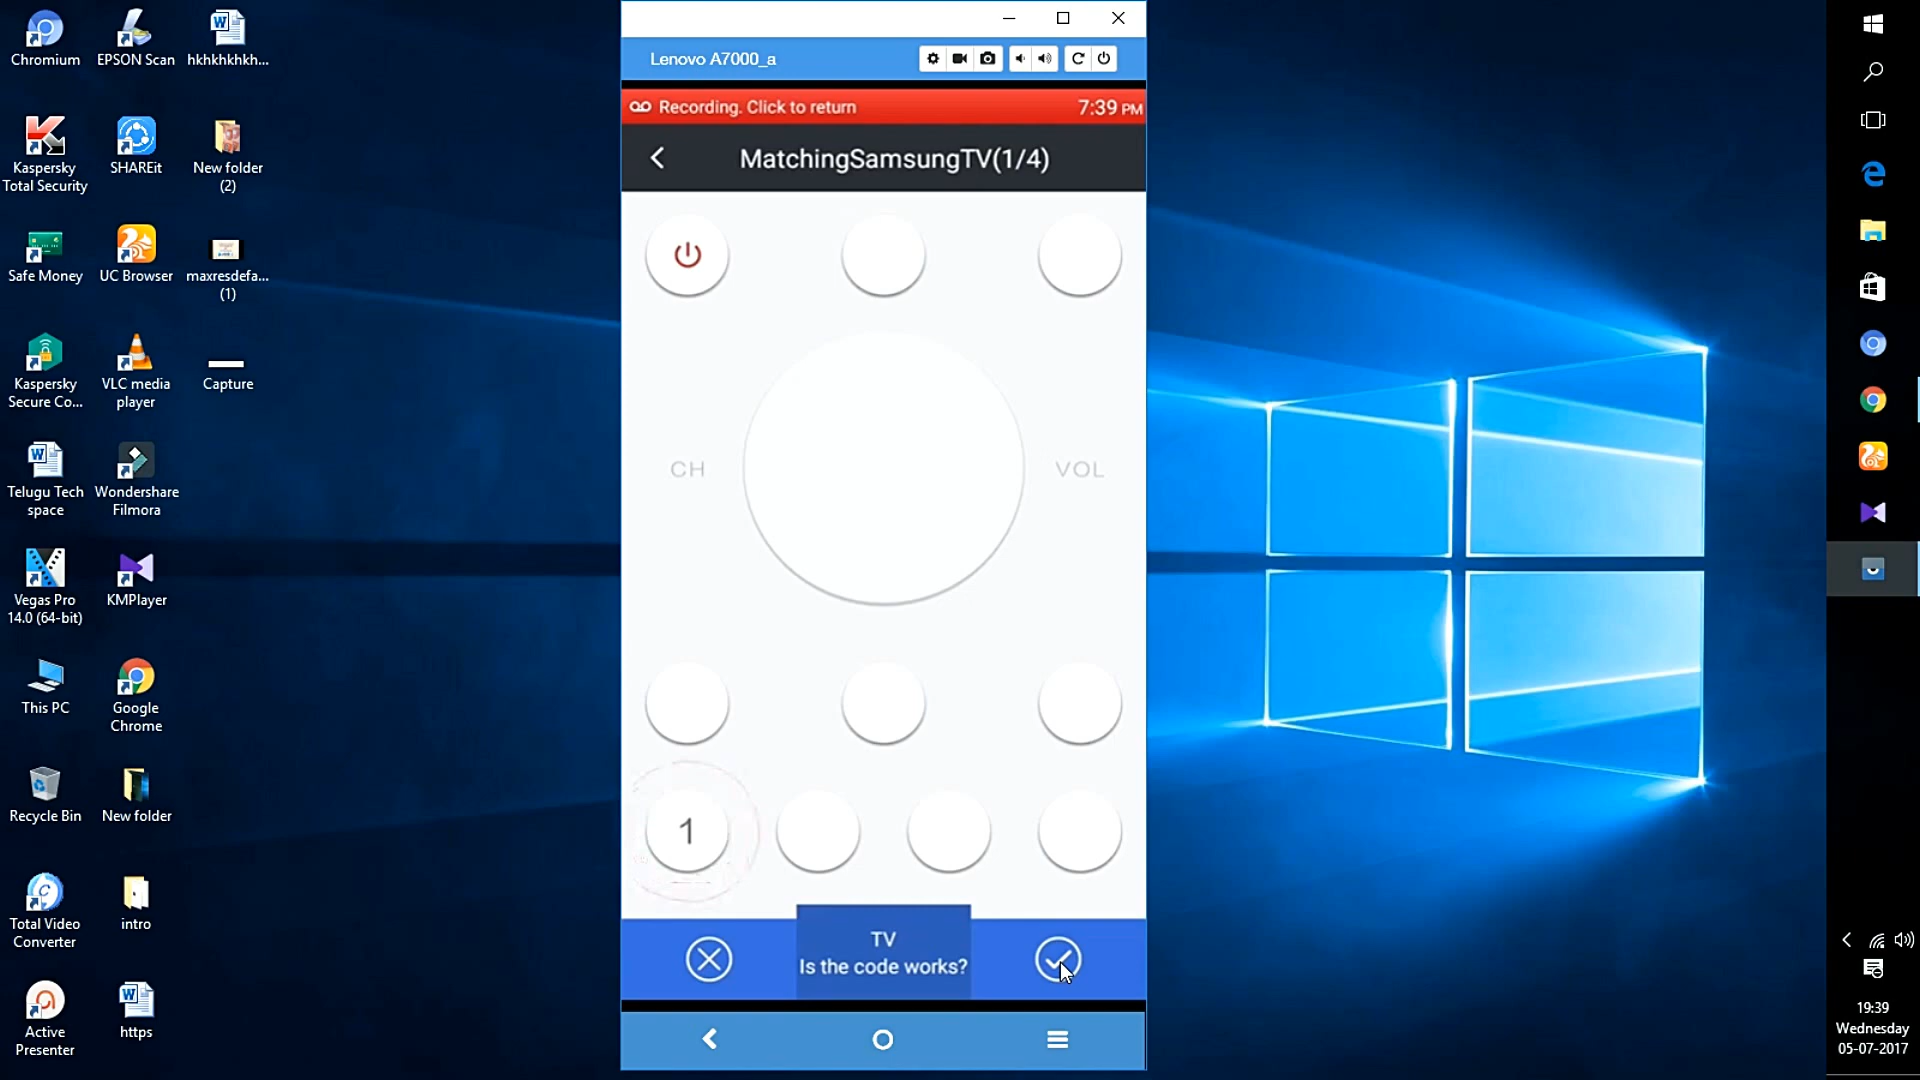 Chromium
EPSON Scan
hkhkhkhkh...
Kaspersky
Total Security
SHAREit
New folder
(2)
Safe Money
UC Browser
maxresdefa...
(1)
Kaspersky
Secure Co...
VLC media
player
Capture
Telugu Tech
space
Wondershare
Filmora
Vegas Pro
14.0 (64-bit)
KMPlayer
This PC
Google
Chrome
Recycle Bin
New folder
Total Video
Converter
intro
Active
Presenter
https
Lenovo A7000_a
Recording. Click to return
7:39 PM
MatchingSamsungTV(1/4)
CH
VOL
1
TV
Is the code works?
19:39
Wednesday
05-07-2017